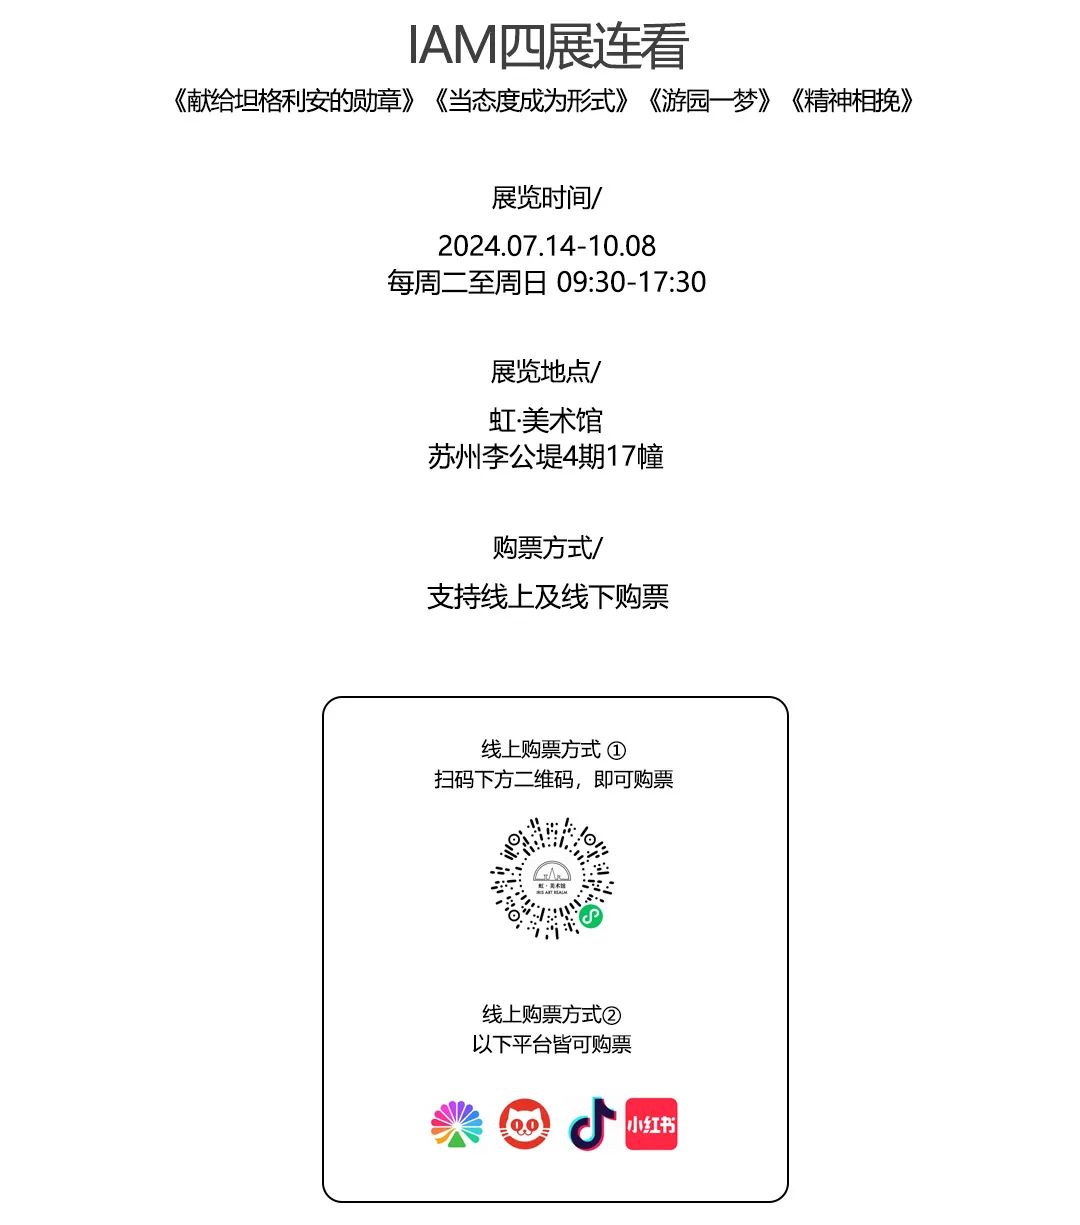 IAM四展连看
《献给坦格利安的勋章》《当态度成为形式》《游园一梦》《精神相挽》
展览时间/
2024.07.14-10.08
每周二至周日 09:30-17:30
展览地点/
虹·美术馆
苏州李公堤4期17幢
购票方式/
支持线上及线下购票
线上购票方式 ①
扫码下方二维码，即可购票
虹·美术馆
IRIS ART REALM
线上购票方式②
以下平台皆可购票
小红书